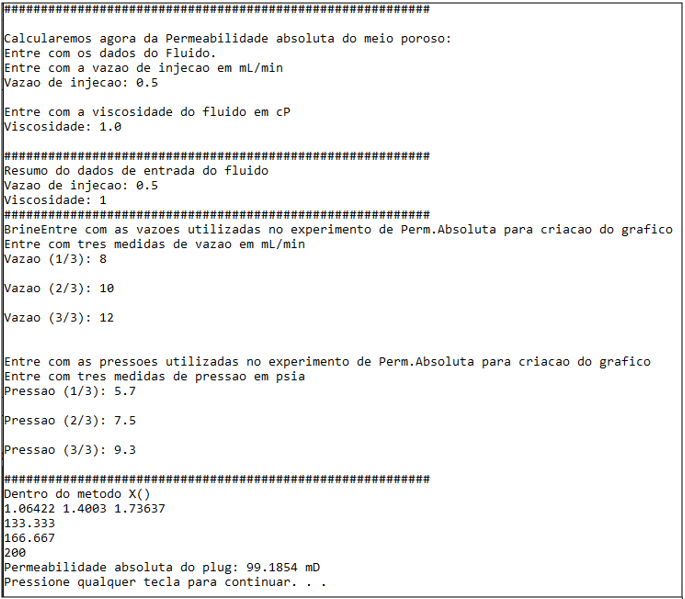 ##########################################################
Calcularemos agora da Permeabilidade absoluta do meio poroso:
Entre com os dados do Fluido.
Entre com a vazao de injecao em mL/min
Vazao de injecao: 0.5
Entre com a viscosidade do fluido em cP
Viscosidade: 1.0
##########################################################
Resumo do dados de entrada do fluido
Vazao de injecao: 0.5
Viscosidade: 1
##########################################################
BrineEntre com as vazoes utilizadas no experimento de Perm.Absoluta para criacao do grafico
Entre com tres medidas de vazao em mL/min
Vazao (1/3): 8
Vazao (2/3): 10
Vazao (3/3): 12
Entre com as pressoes utilizadas no experimento de Perm.Absoluta para criacao do grafico
Entre com tres medidas de pressao em psia
Pressao (1/3): 5.7
Pressao (2/3): 7.5
Pressao (3/3): 9.3
##########################################################
Dentro do metodo X()
1.06422 1.4003 1.73637
133.333
166.667
200
Permeabilidade absoluta do plug: 99.1854 mD
Pressione qualquer tecla para continuar. . .